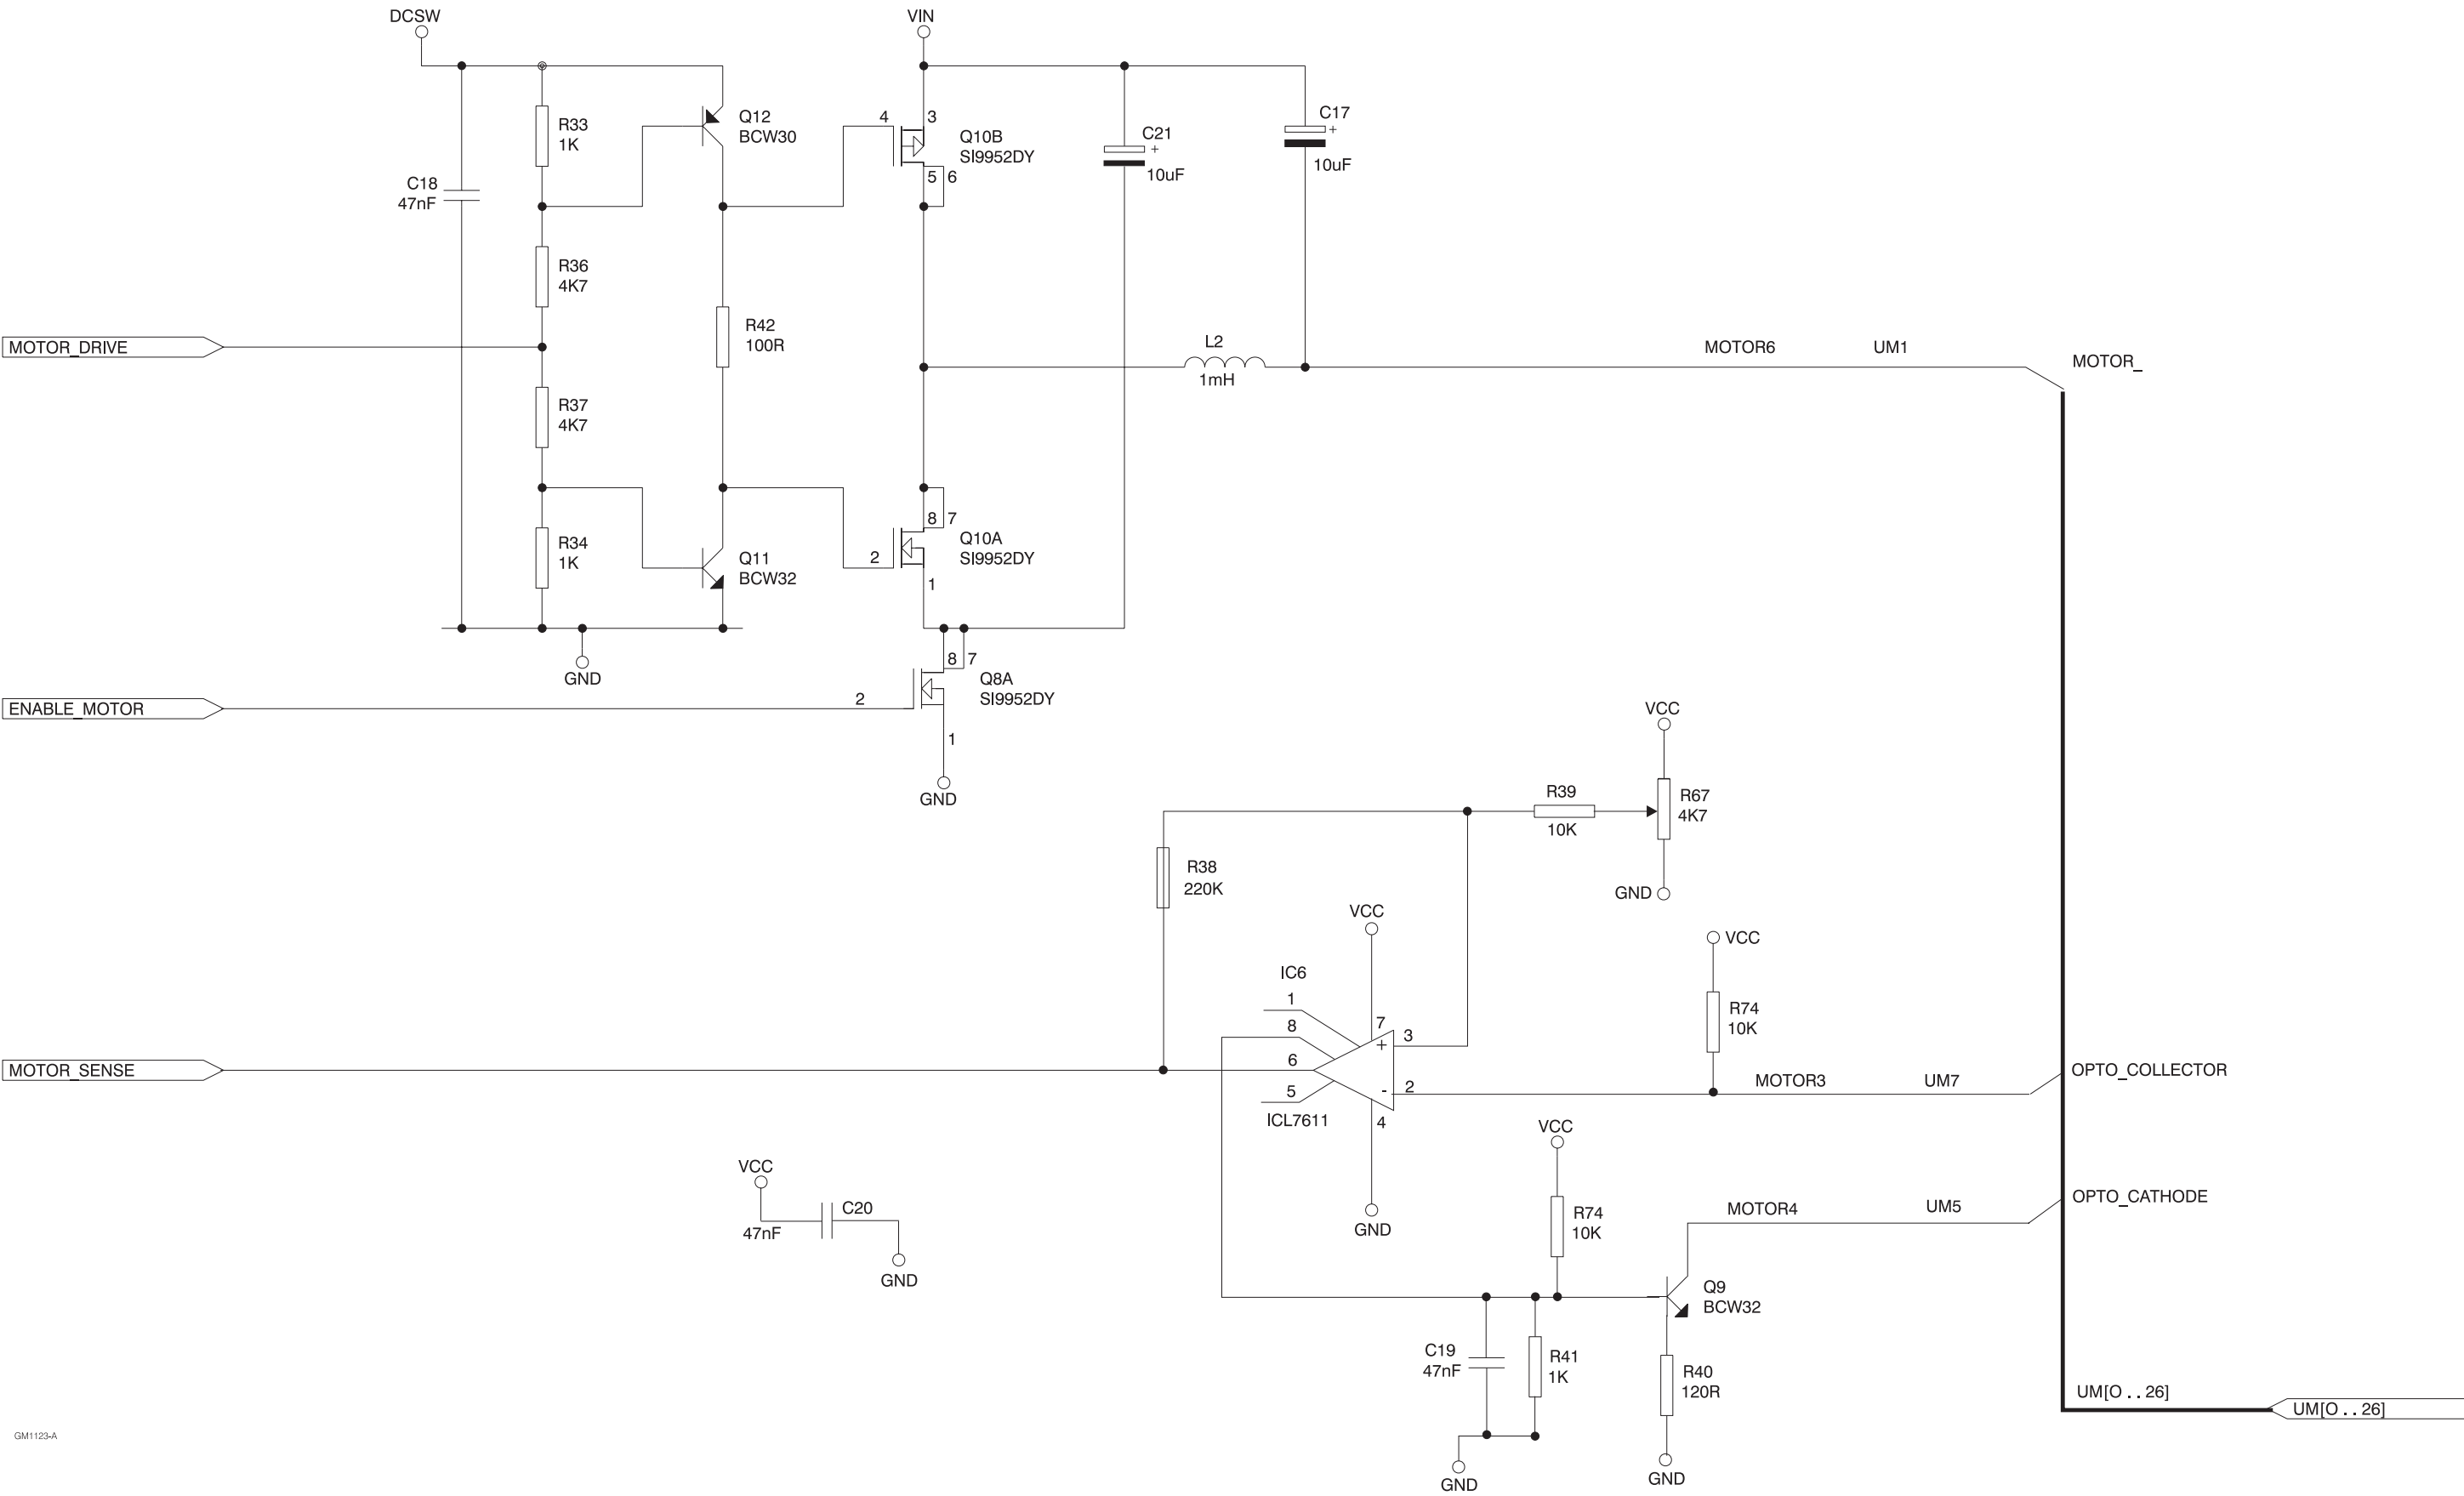 DCSW
VIN
R33
1K
Q12
BCW30
4
3
Q10B
SI9952DY
5
6
C21
+
10uF
C17
+
10uF
C18
47nF
R36
4K7
R42
100R
MOTOR_DRIVE
L2
1mH
MOTOR6
UM1
MOTOR_
R37
4K7
R34
1K
Q11
BCW32
8
7
Q10A
SI9952DY
2
1
GND
8
7
Q8A
SI9952DY
ENABLE_MOTOR
2
1
GND
VCC
R39
10K
R67
4K7
GND
R38
220K
VCC
VCC
R74
10K
IC6
1
8
7
3
+
6
MOTOR_SENSE
5
-
2
ICL7611
4
GND
MOTOR3
UM7
OPTO_COLLECTOR
VCC
R74
10K
MOTOR4
UM5
OPTO_CATHODE
VCC
C20
47nF
GND
Q9
BCW32
C19
47nF
R41
1K
R40
120R
GND
GND
UM[O . . 26]
UM[O . . 26]
GM1123-A